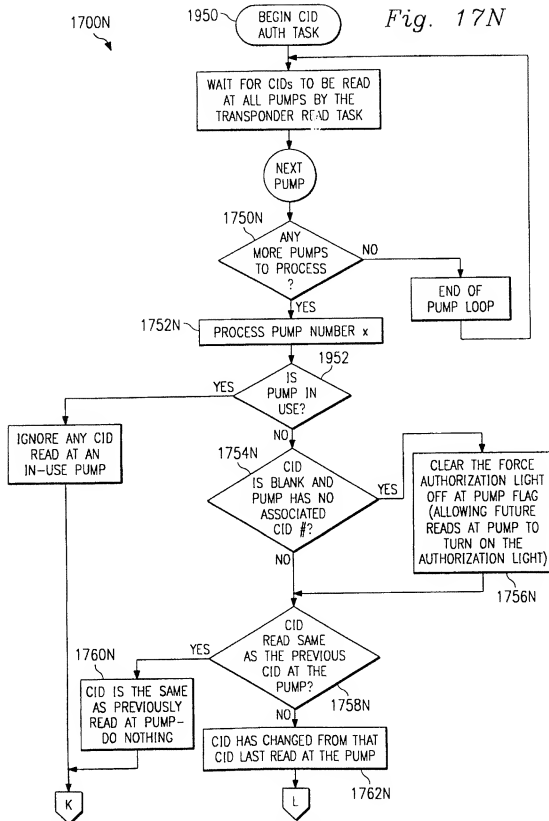 1700N
1950
BEGIN CID
AUTH TASK
Fig. 17N
WAIT FOR CIDs TO BE READ
AT ALL PUMPS BY THE
TRANSPONDER READ TASK
NEXT
PUMP
1750N
ANY
MORE PUMPS
TO PROCESS
?
NO
YES
END OF
PUMP LOOP
1752N
PROCESS PUMP NUMBER x
1952
IS
PUMP IN
USE?
YES
NO
IGNORE ANY CID
READ AT AN
IN-USE PUMP
1754N
CID
IS BLANK AND
PUMP HAS NO
ASSOCIATED
CID #?
YES
NO
CLEAR THE FORCE
AUTHORIZATION LIGHT
OFF AT PUMP FLAG
(ALLOWING FUTURE
READS AT PUMP TO
TO TURN ON THE
AUTHORIZATION LIGHT)
1756N
CID
READ SAME
AS THE PREVIOUS
CID AT THE
PUMP?
YES
NO
1758N
1760N
CID IS THE SAME
AS PREVIOUSLY
READ AT PUMP-
DO NOTHING
CID HAS CHANGED FROM THAT
CID LAST READ AT THE PUMP
1762N
K
L